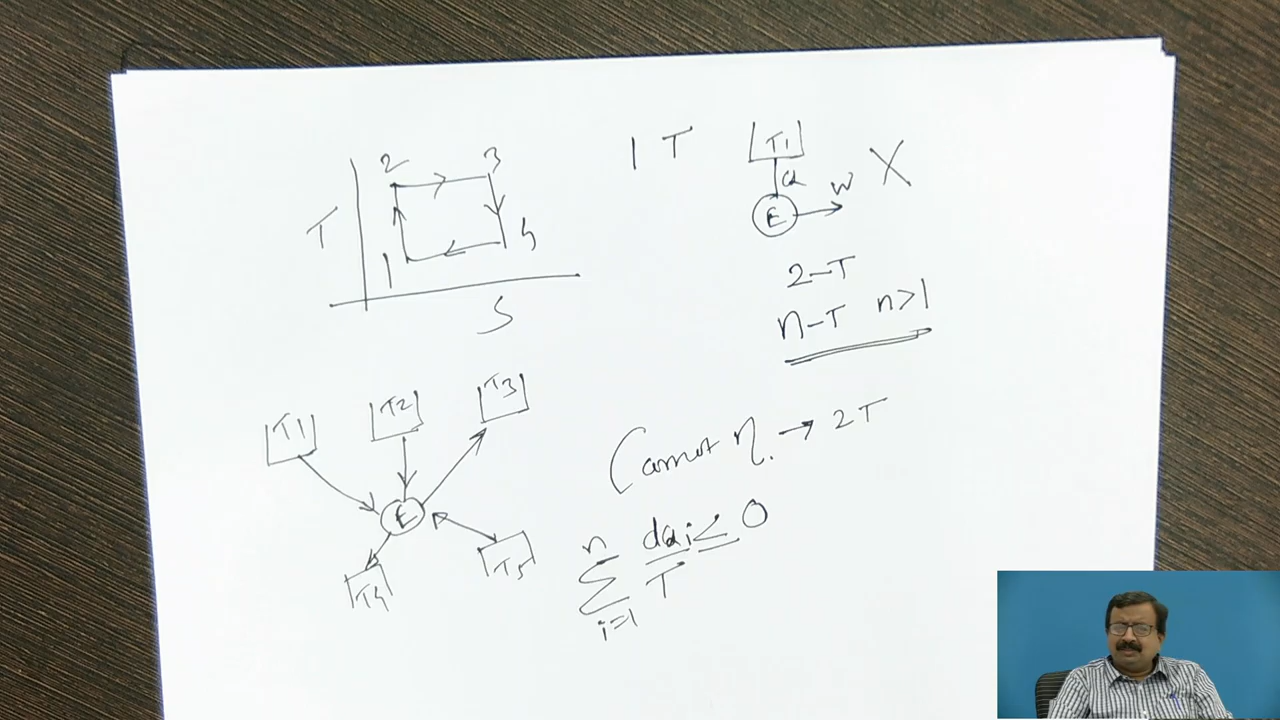 2 3
T
1 4
S
1 T
T1
Q
E W X
2-T
n-T n>1
T1 T2 T3
E
T4 T5
Carnot η. → 2T
n
∑ dQi/T ≤ 0
i=1